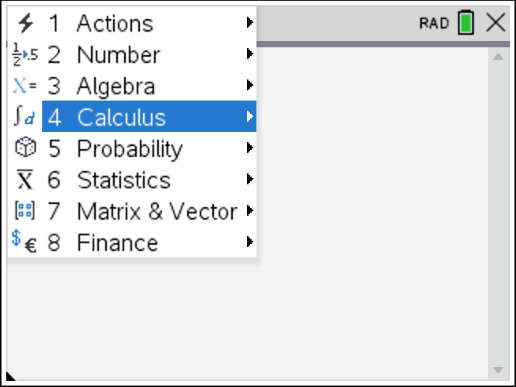 1 Actions
RAD
½▸.5 2 Number
X= 3 Algebra
∫d 4 Calculus
5 Probability
X̅ 6 Statistics
7 Matrix & Vector
$€ 8 Finance